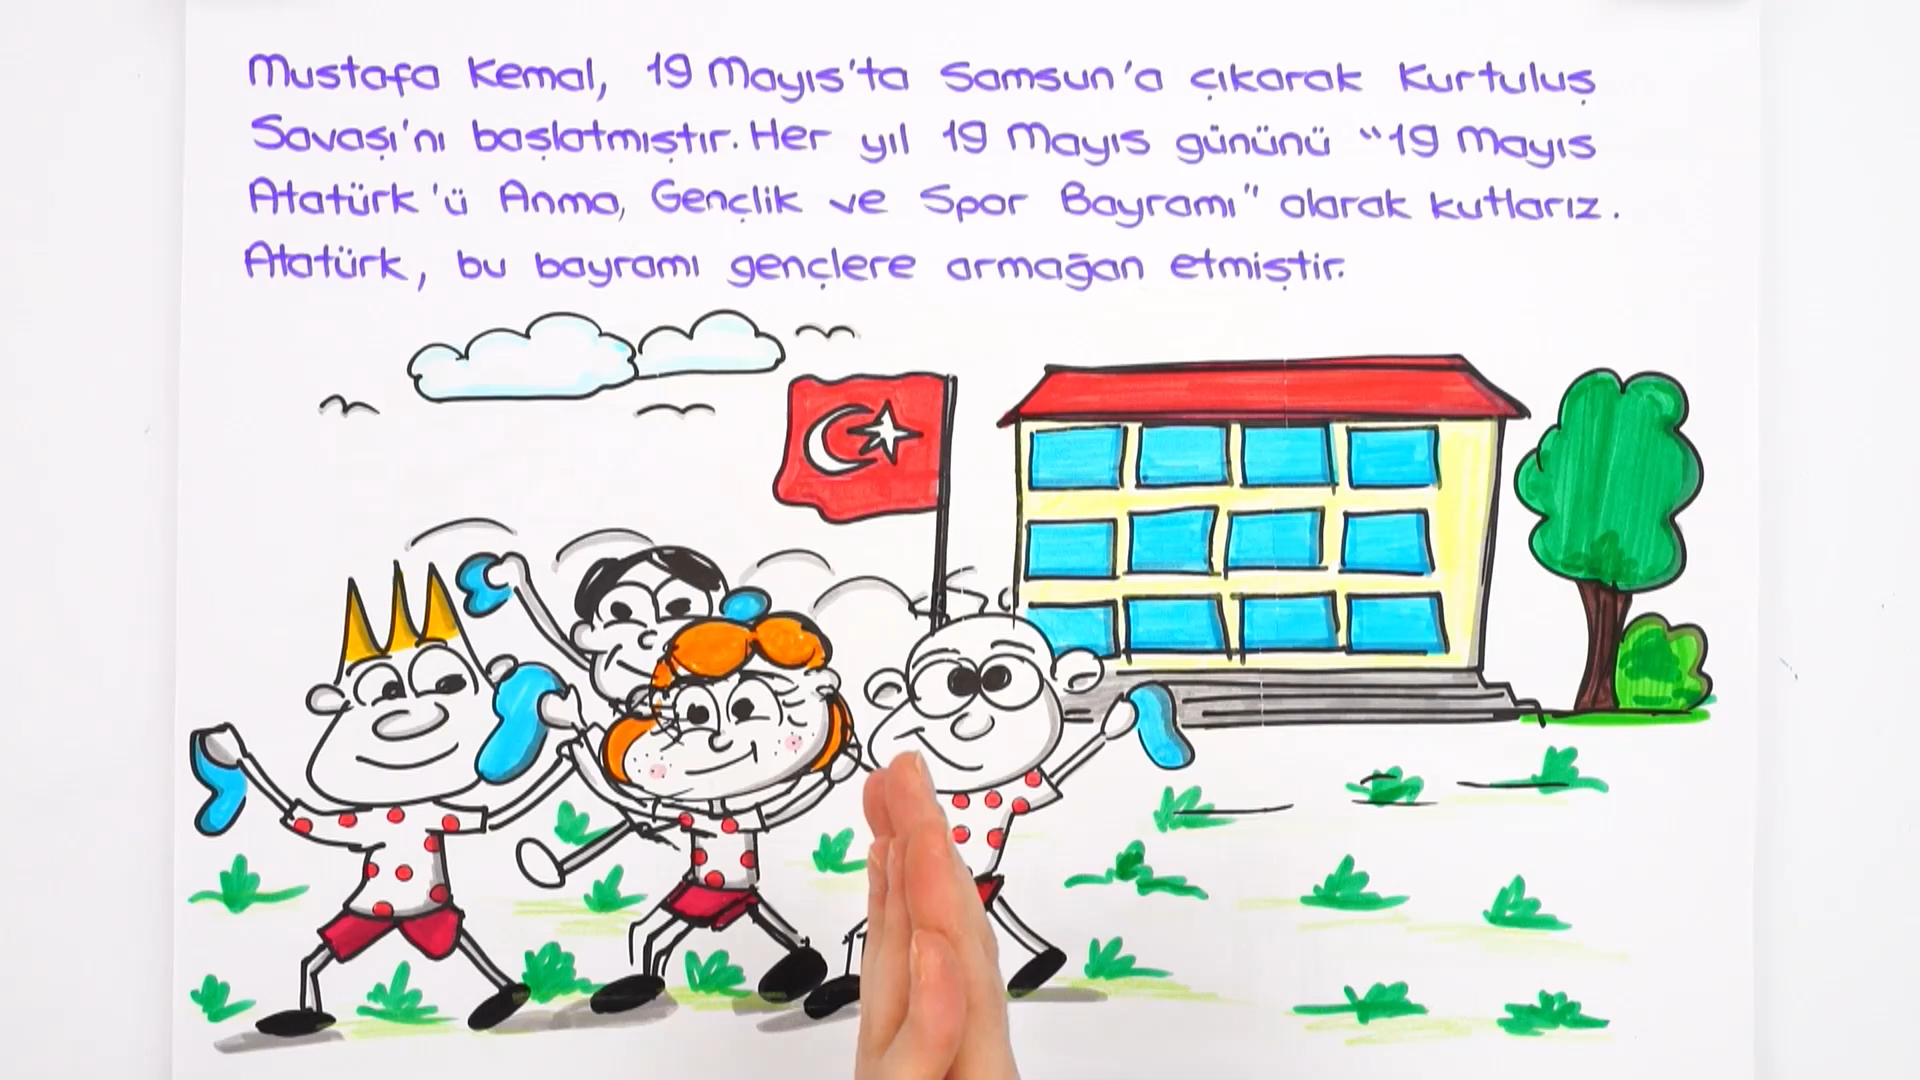 Mustafa Kemal, 19 Mayıs'ta Samsun'a çıkarak Kurtuluş
Savaşı'nı başlatmıştır. Her yıl 19 Mayıs gününü "19 Mayıs
Atatürk'ü Anma, Gençlik ve Spor Bayramı" olarak kutlarız.
Atatürk, bu bayramı gençlere armağan etmiştir.